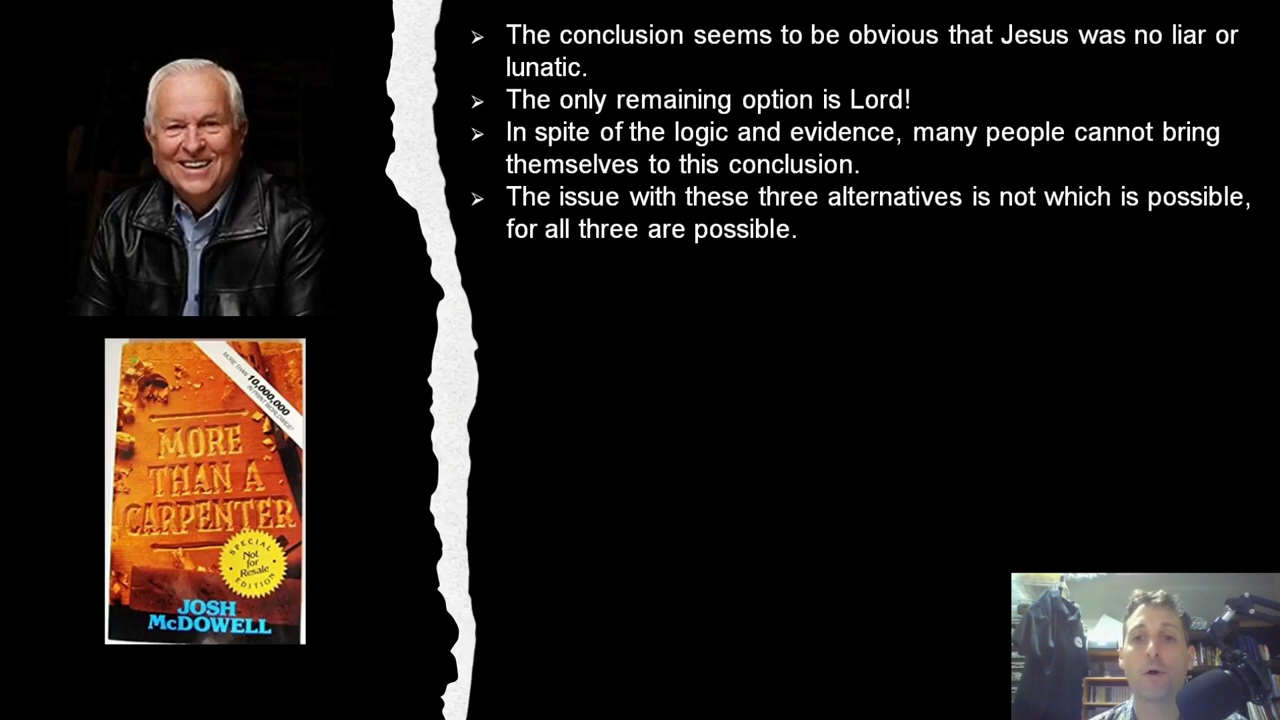 ➢ The conclusion seems to be obvious that Jesus was no liar or
lunatic.
➢ The only remaining option is Lord!
➢ In spite of the logic and evidence, many people cannot bring
themselves to this conclusion.
➢ The issue with these three alternatives is not which is possible,
for all three are possible.
MORE THAN 10,000,000
IN PRINT WORLDWIDE!
MORE
THAN A
CARPENTER
SPECIAL
Not
for
Resale
EDITION
JOSH
McDOWELL